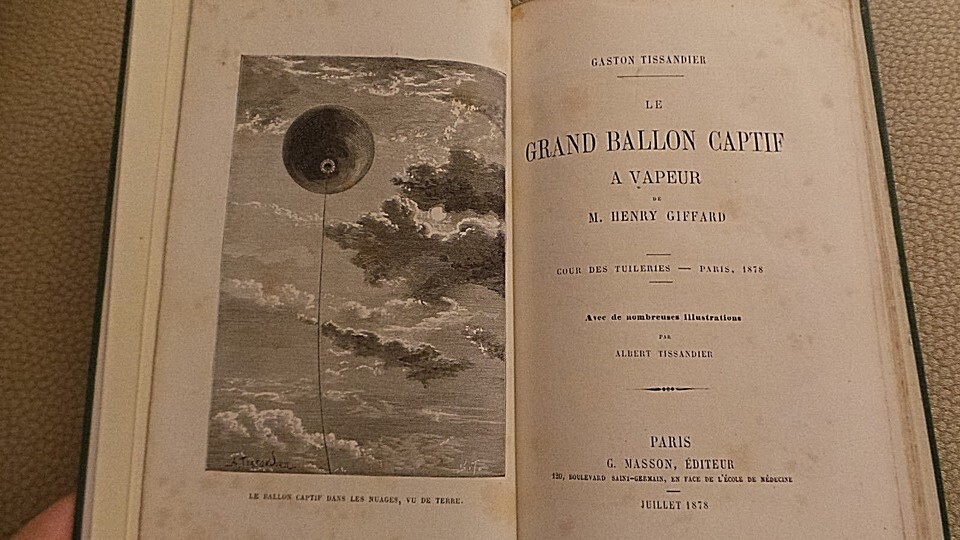 A. Tissandier
LE BALLON CAPTIF DANS LES NUAGES, VU DE TERRE.
GASTON TISSANDIER
LE
GRAND BALLON CAPTIF
A VAPEUR
DE
M. HENRY GIFFARD
COUR DES TUILERIES — PARIS, 1878
Avec de nombreuses illustrations
PAR
ALBERT TISSANDIER
PARIS
G. MASSON, ÉDITEUR
120, BOULEVARD SAINT-GERMAIN, EN FACE DE L'ÉCOLE DE MÉDECINE
JUILLET 1878